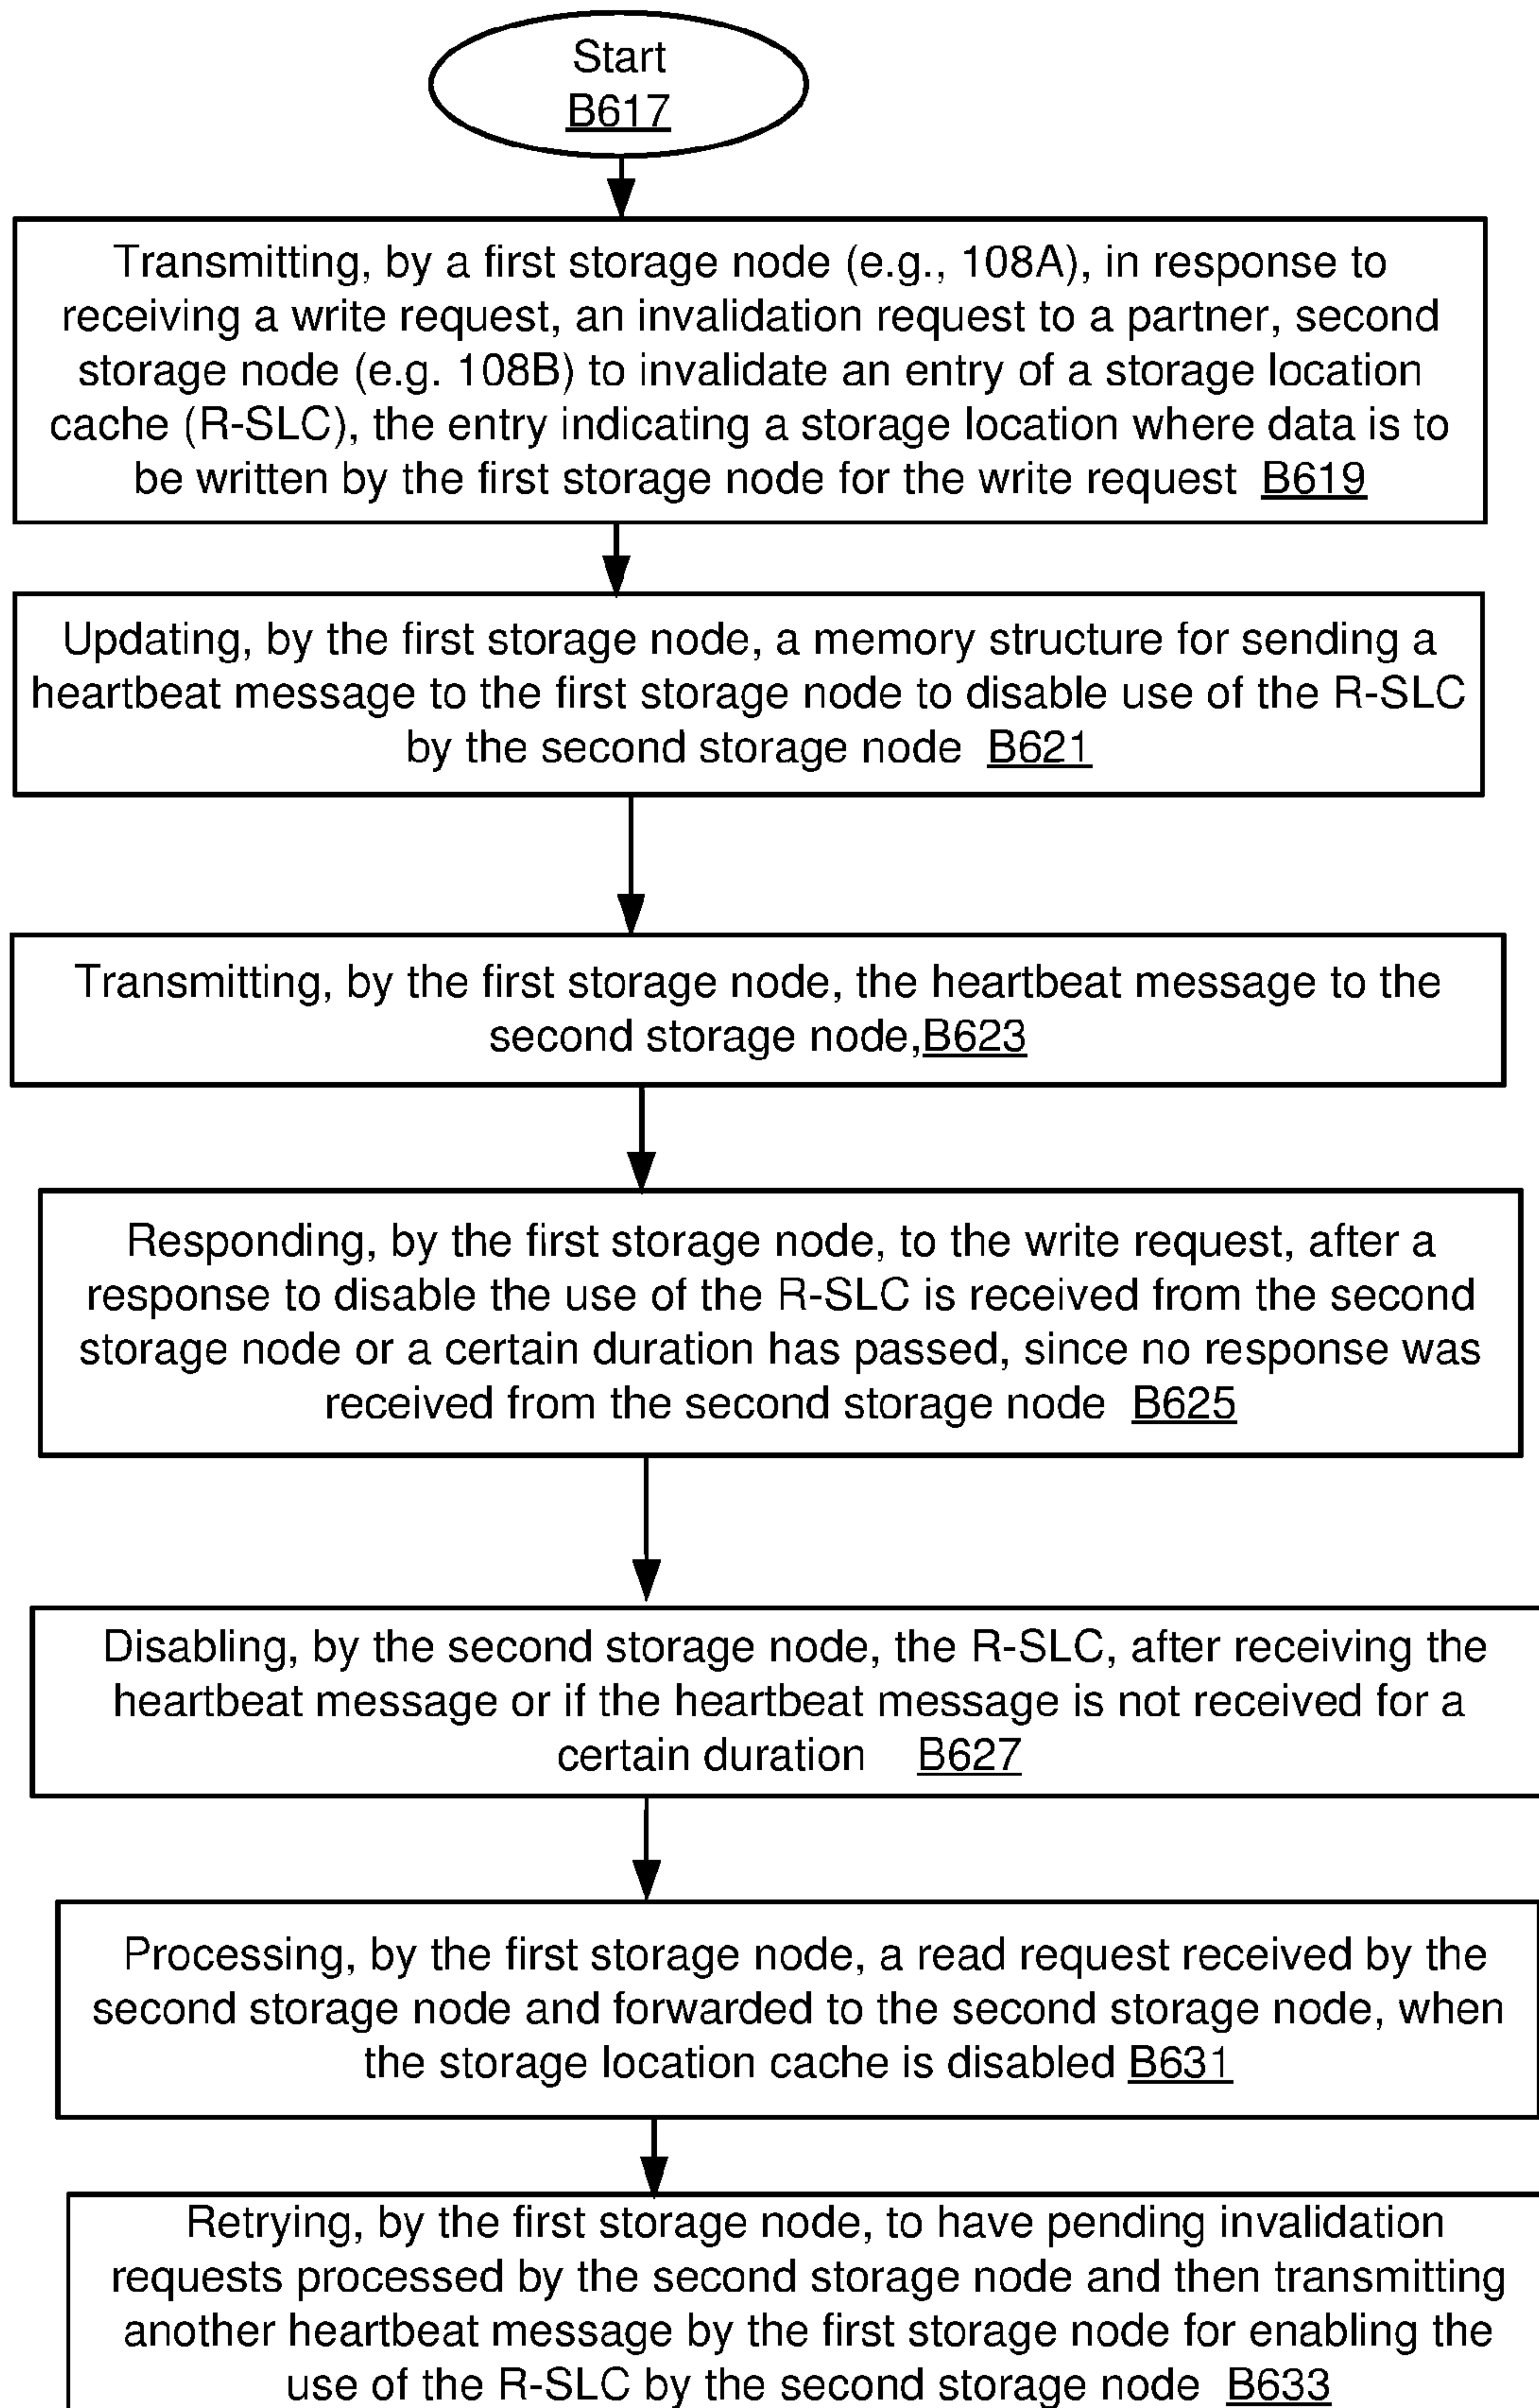 Start
B617
Transmitting, by a first storage node (e.g., 108A), in response to
receiving a write request, an invalidation request to a partner, second
storage node (e.g. 108B) to invalidate an entry of a storage location
cache (R-SLC), the entry indicating a storage location where data is to
be written by the first storage node for the write request B619
Updating, by the first storage node, a memory structure for sending a
heartbeat message to the first storage node to disable use of the R-SLC
by the second storage node B621
Transmitting, by the first storage node, the heartbeat message to the
second storage node,B623
Responding, by the first storage node, to the write request, after a
response to disable the use of the R-SLC is received from the second
storage node or a certain duration has passed, since no response was
received from the second storage node B625
Disabling, by the second storage node, the R-SLC, after receiving the
heartbeat message or if the heartbeat message is not received for a
certain duration B627
Processing, by the first storage node, a read request received by the
second storage node and forwarded to the second storage node, when
the storage location cache is disabled B631
Retrying, by the first storage node, to have pending invalidation
requests processed by the second storage node and then transmitting
another heartbeat message by the first storage node for enabling the
use of the R-SLC by the second storage node B633